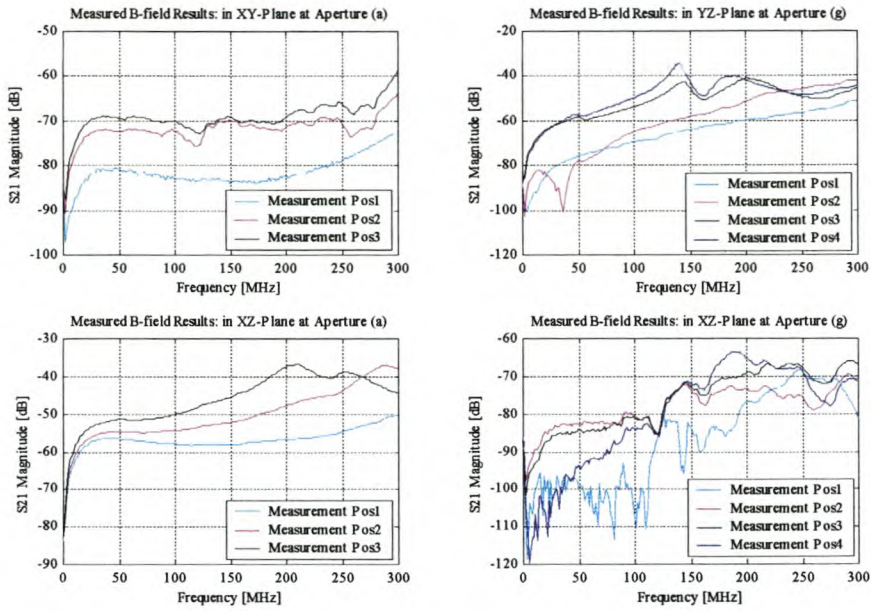 Measured B-field Results: in XY-Plane at Aperture (a)
-50
-60
-70
-80
-90
-100
S21 Magnitude [dB]
0 50 100 150 200 250 300
Frequency [MHz]
Measurement Pos1
Measurement Pos2
Measurement Pos3
Measured B-field Results: in YZ-Plane at Aperture (g)
-20
-40
-60
-80
-100
-120
S21 Magnitude [dB]
0 50 100 150 200 250 300
Frequency [MHz]
Measurement Pos1
Measurement Pos2
Measurement Pos3
Measurement Pos4
Measured B-field Results: in XZ-Plane at Aperture (a)
-30
-40
-50
-60
-70
-80
-90
S21 Magnitude [dB]
0 50 100 150 200 250 300
Frequency [MHz]
Measurement Pos1
Measurement Pos2
Measurement Pos3
Measured B-field Results: in XZ-Plane at Aperture (g)
-60
-70
-80
-90
-100
-110
-120
S21 Magnitude [dB]
0 50 100 150 200 250 300
Frequency [MHz]
Measurement Pos1
Measurement Pos2
Measurement Pos3
Measurement Pos4